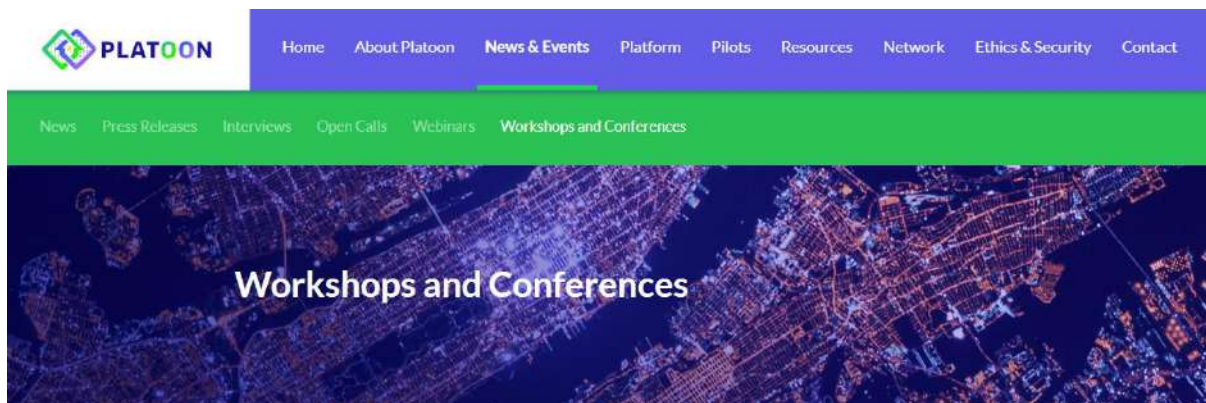 PLATOON Home About Platoon News & Events Platform Pilots Resources Network Ethics & Security Contact
News Press Releases Interviews Open Calls Webinars Workshops and Conferences
Workshops and Conferences